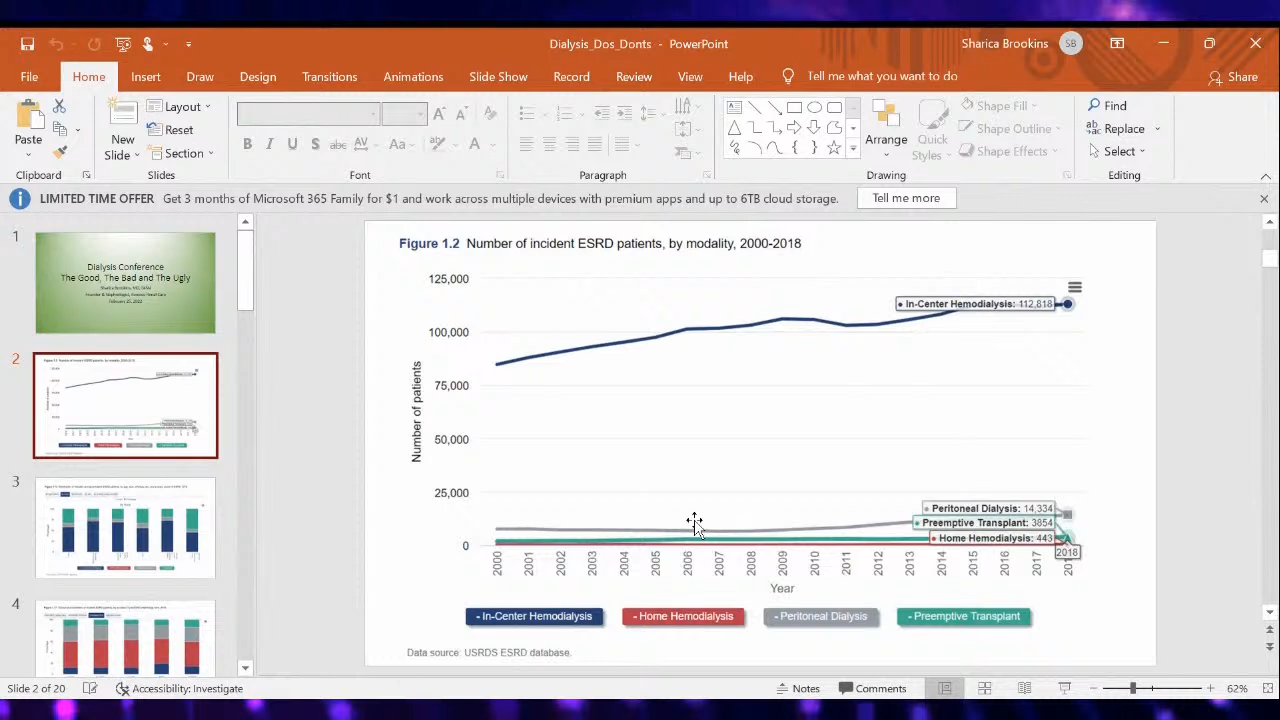 Dialysis_Dos_Donts - PowerPoint
Sharica Brookins
SB
File Home Insert Draw Design Transitions Animations Slide Show Record Review View Help Tell me what you want to do
Share
Paste
Clipboard
New Slide
Layout
Reset
Section
Slides
B I U S abc AV Aa A
Font
Paragraph
Arrange
Quick Styles
Shape Fill
Shape Outline
Shape Effects
Drawing
Find
Replace
Select
Editing
LIMITED TIME OFFER Get 3 months of Microsoft 365 Family for $1 and work across multiple devices with premium apps and up to 6TB cloud storage.
Tell me more
1
Dialysis Conference
The Good, The Bad and The Ugly
2
3
4
Figure 1.2 Number of incident ESRD patients, by modality, 2000-2018
125,000
100,000
75,000
50,000
25,000
0
Number of patients
In-Center Hemodialysis: 112,818
Peritoneal Dialysis: 14,334
Preemptive Transplant: 3854
Home Hemodialysis: 443
2018
2000 2001 2002 2003 2004 2005 2006 2007 2008 2009 2010 2011 2012 2013 2014 2015 2016 2017
Year
- In-Center Hemodialysis
- Home Hemodialysis
- Peritoneal Dialysis
- Preemptive Transplant
Data source: USRDS ESRD database.
Slide 2 of 20
Accessibility: Investigate
Notes
Comments
62%